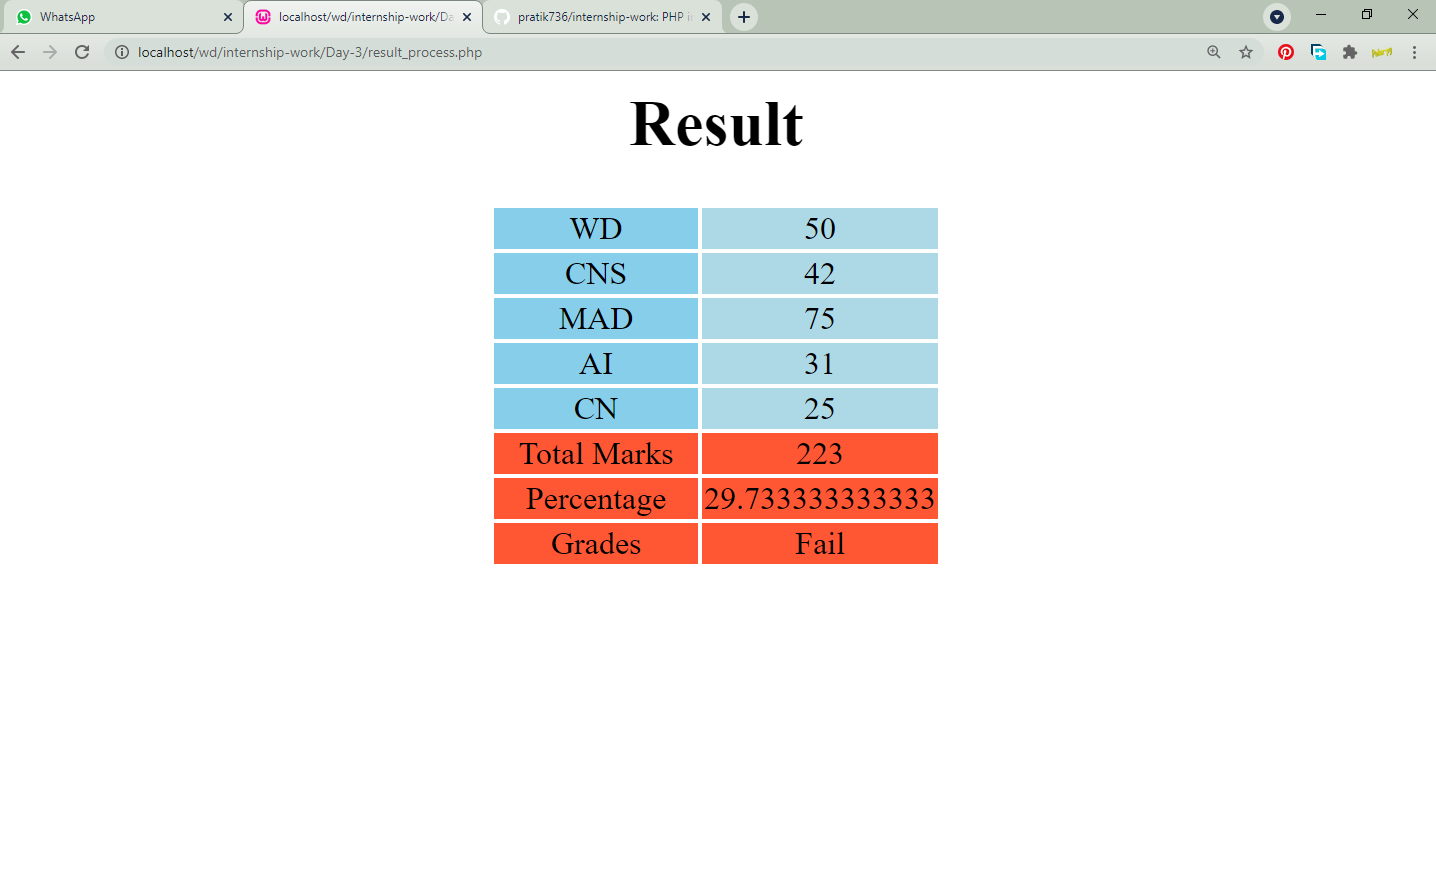 WhatsApp
localhost/wd/internship-work/Da
pratik736/internship-work: PHP in
localhost/wd/internship-work/Day-3/result_process.php
Result
WD 50
CNS 42
MAD 75
AI 31
CN 25
Total Marks 223
Percentage 29.733333333333
Grades Fail